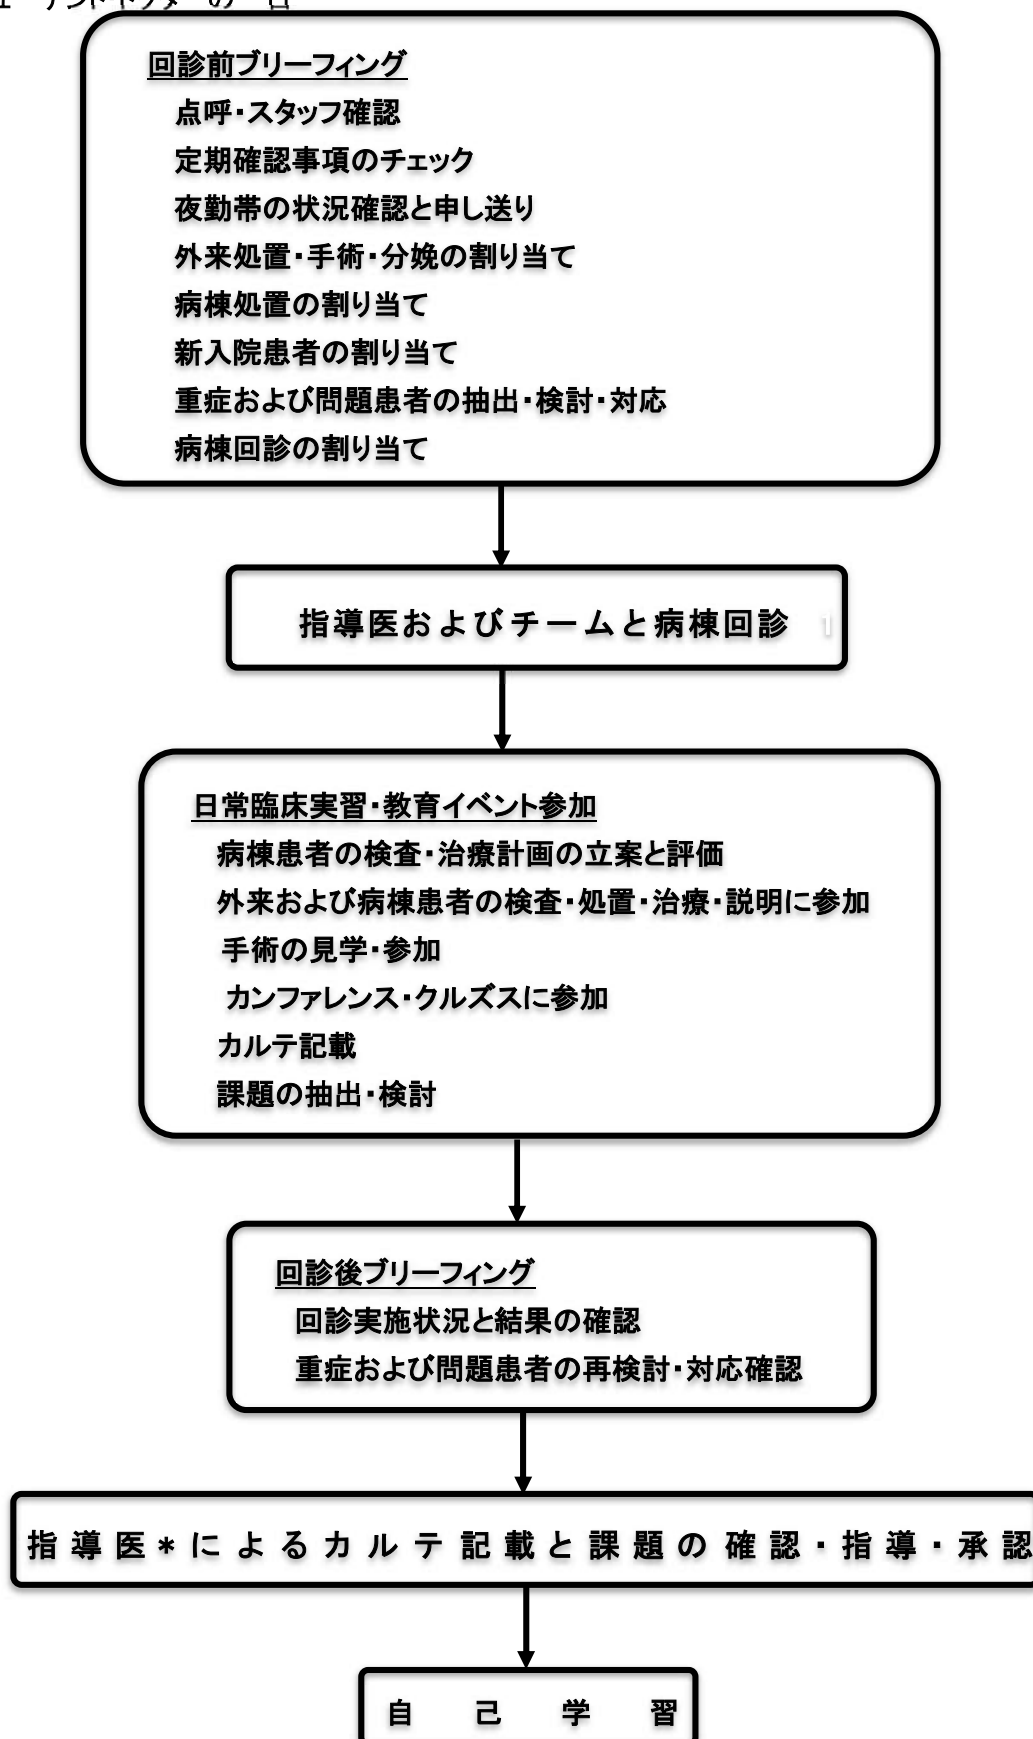 回診前ブリーフィング
点呼・スタッフ確認
定期確認事項のチェック
夜勤帯の状況確認と申し送り
外来処置・手術・分娩の割り当て
病棟処置の割り当て
新入院患者の割り当て
重症および問題患者の抽出・検討・対応
病棟回診の割り当て
指導医およびチームと病棟回診 1
日常臨床実習・教育イベント参加
病棟患者の検査・治療計画の立案と評価
外来および病棟患者の検査・処置・治療・説明に参加
手術の見学・参加
カンファレンス・クルズスに参加
カルテ記載
課題の抽出・検討
回診後ブリーフィング
回診実施状況と結果の確認
重症および問題患者の再検討・対応確認
指導医*によるカルテ記載と課題の確認・指導・承認
自己学習